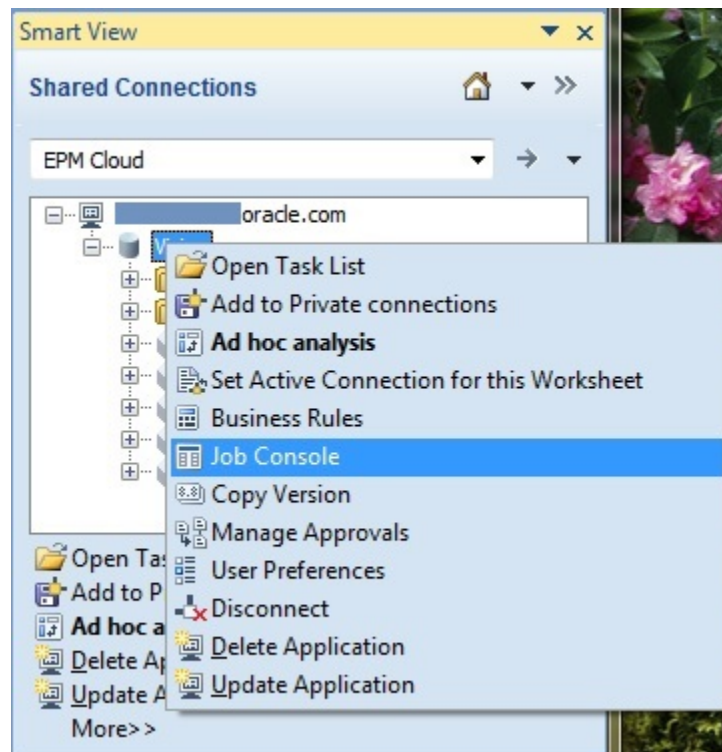 Smart View
Shared Connections
EPM Cloud
oracle.com
Open Task List
Add to Private connections
Ad hoc analysis
Set Active Connection for this Worksheet
Business Rules
Job Console
Copy Version
Manage Approvals
User Preferences
Disconnect
Delete Application
Update Application
Open Ta
Add to P
Ad hoc a
Delete Ap
Update A
More>>